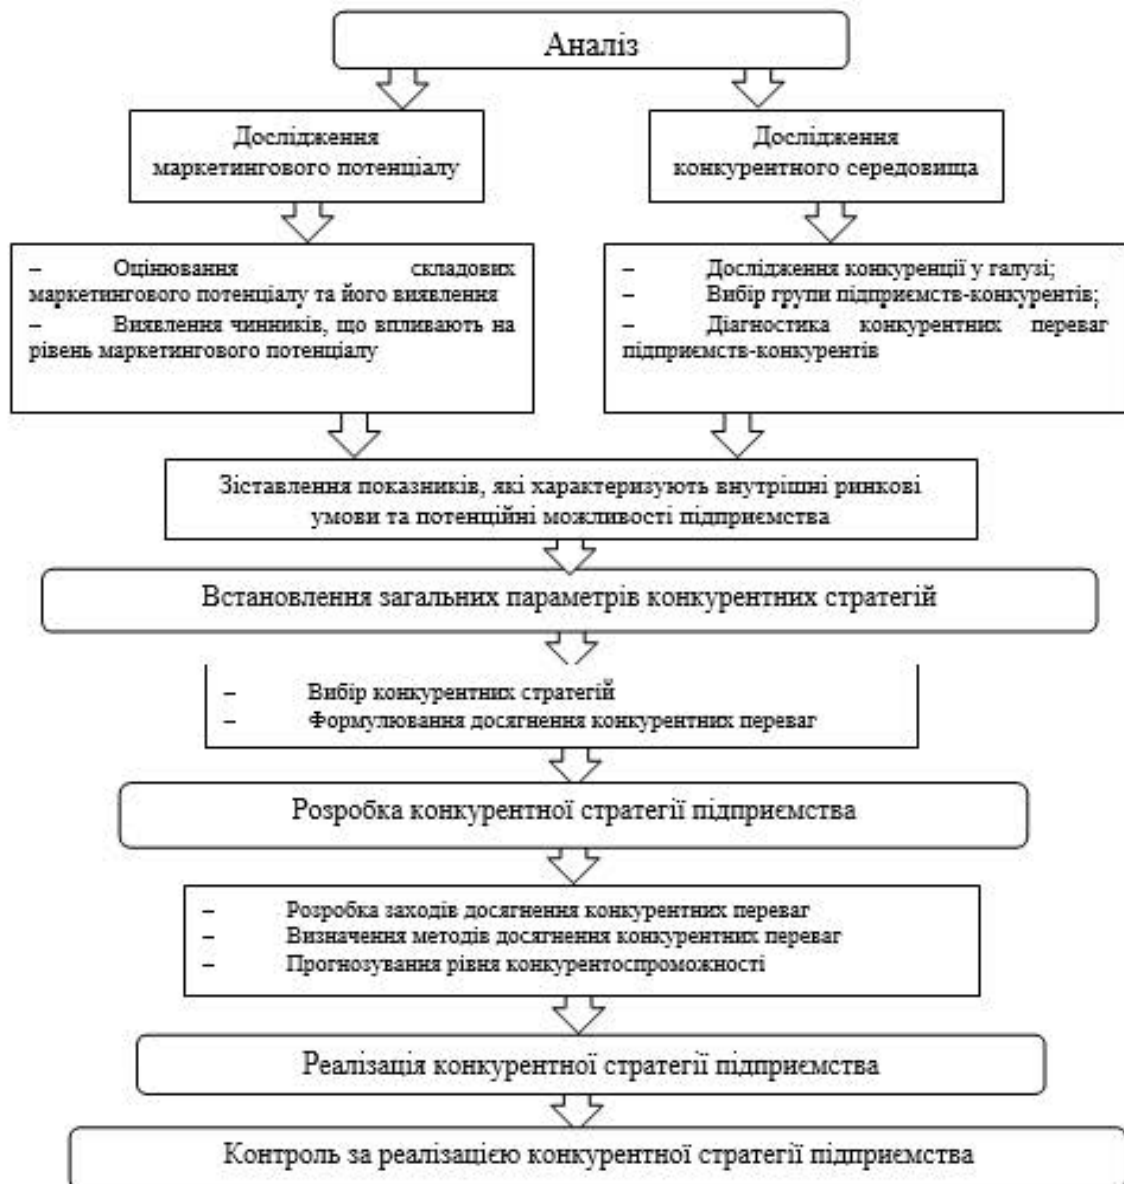 Аналіз
Дослідження
маркетингового потенціалу
Дослідження
конкурентного середовища
– Оцінювання складових
маркетингового потенціалу та його виявлення
– Виявлення чинників, що впливають на
рівень маркетингового потенціалу
– Дослідження конкуренції у галузі;
– Вибір групи підприємств-конкурентів;
– Діагностика конкурентних переваг
підприємств-конкурентів
Зіставлення показників, які характеризують внутрішні ринкові
умови та потенційні можливості підприємства
Встановлення загальних параметрів конкурентних стратегій
– Вибір конкурентних стратегій
– Формулювання досягнення конкурентних переваг
Розробка конкурентної стратегії підприємства
– Розробка заходів досягнення конкурентних переваг
– Визначення методів досягнення конкурентних переваг
– Прогнозування рівня конкурентоспроможності
Реалізація конкурентної стратегії підприємства
Контроль за реалізацією конкурентної стратегії підприємства